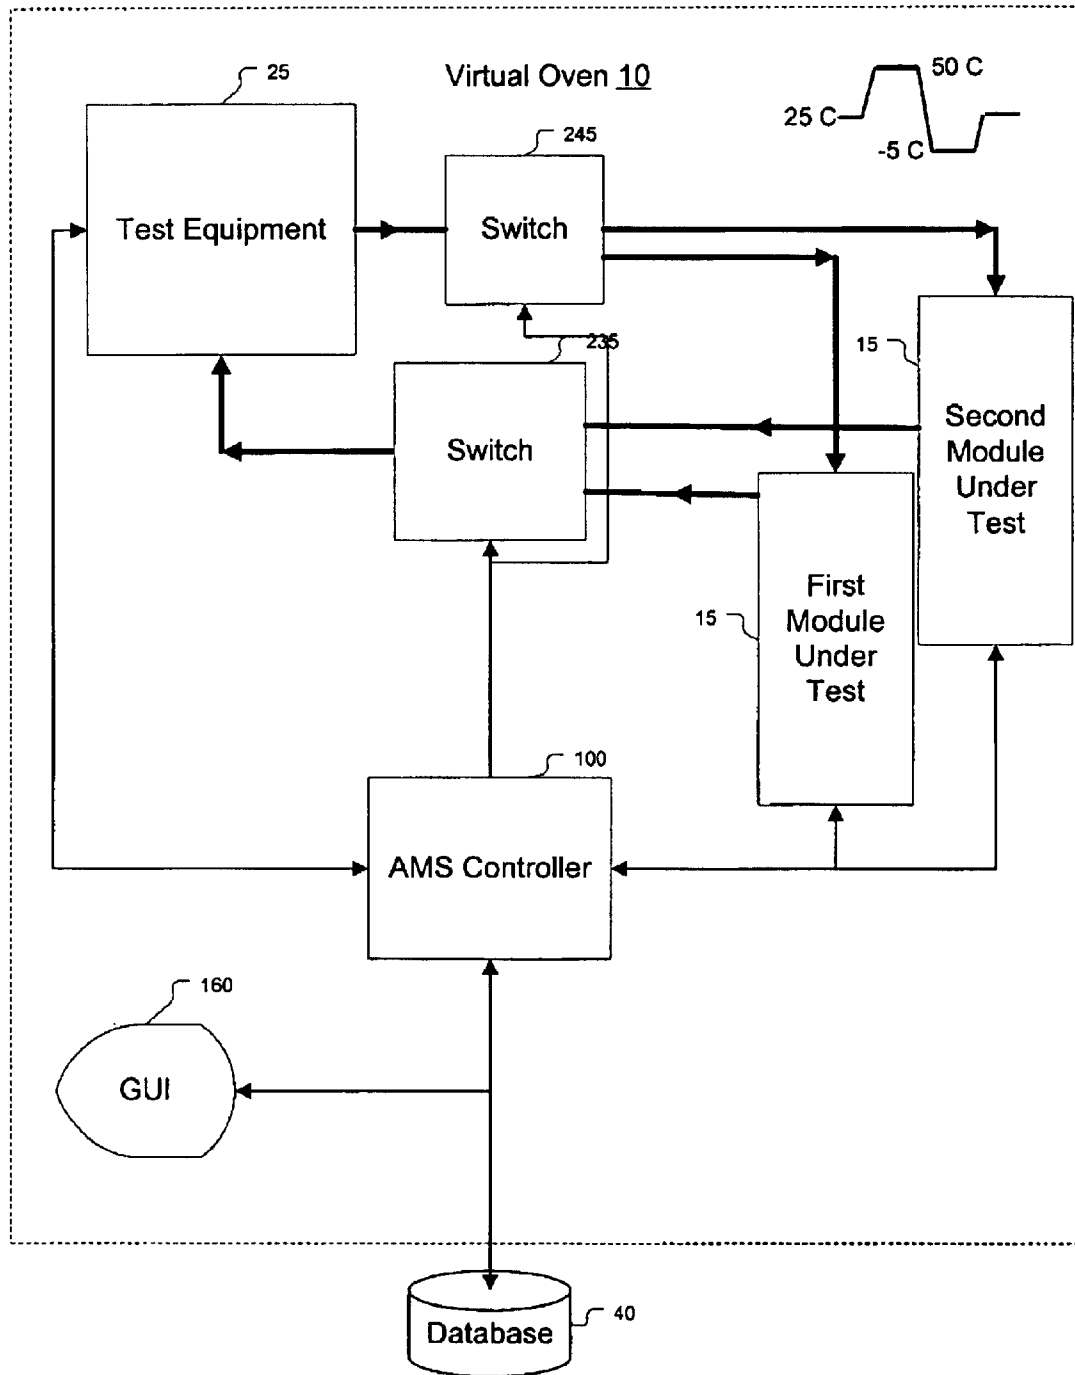 25
Virtual Oven 10
50 C
25 C
-5 C
245
Test Equipment
Switch
235
15
Switch
Second
Module
Under
Test
First
Module
Under
Test
15
100
AMS Controller
160
GUI
Database
40